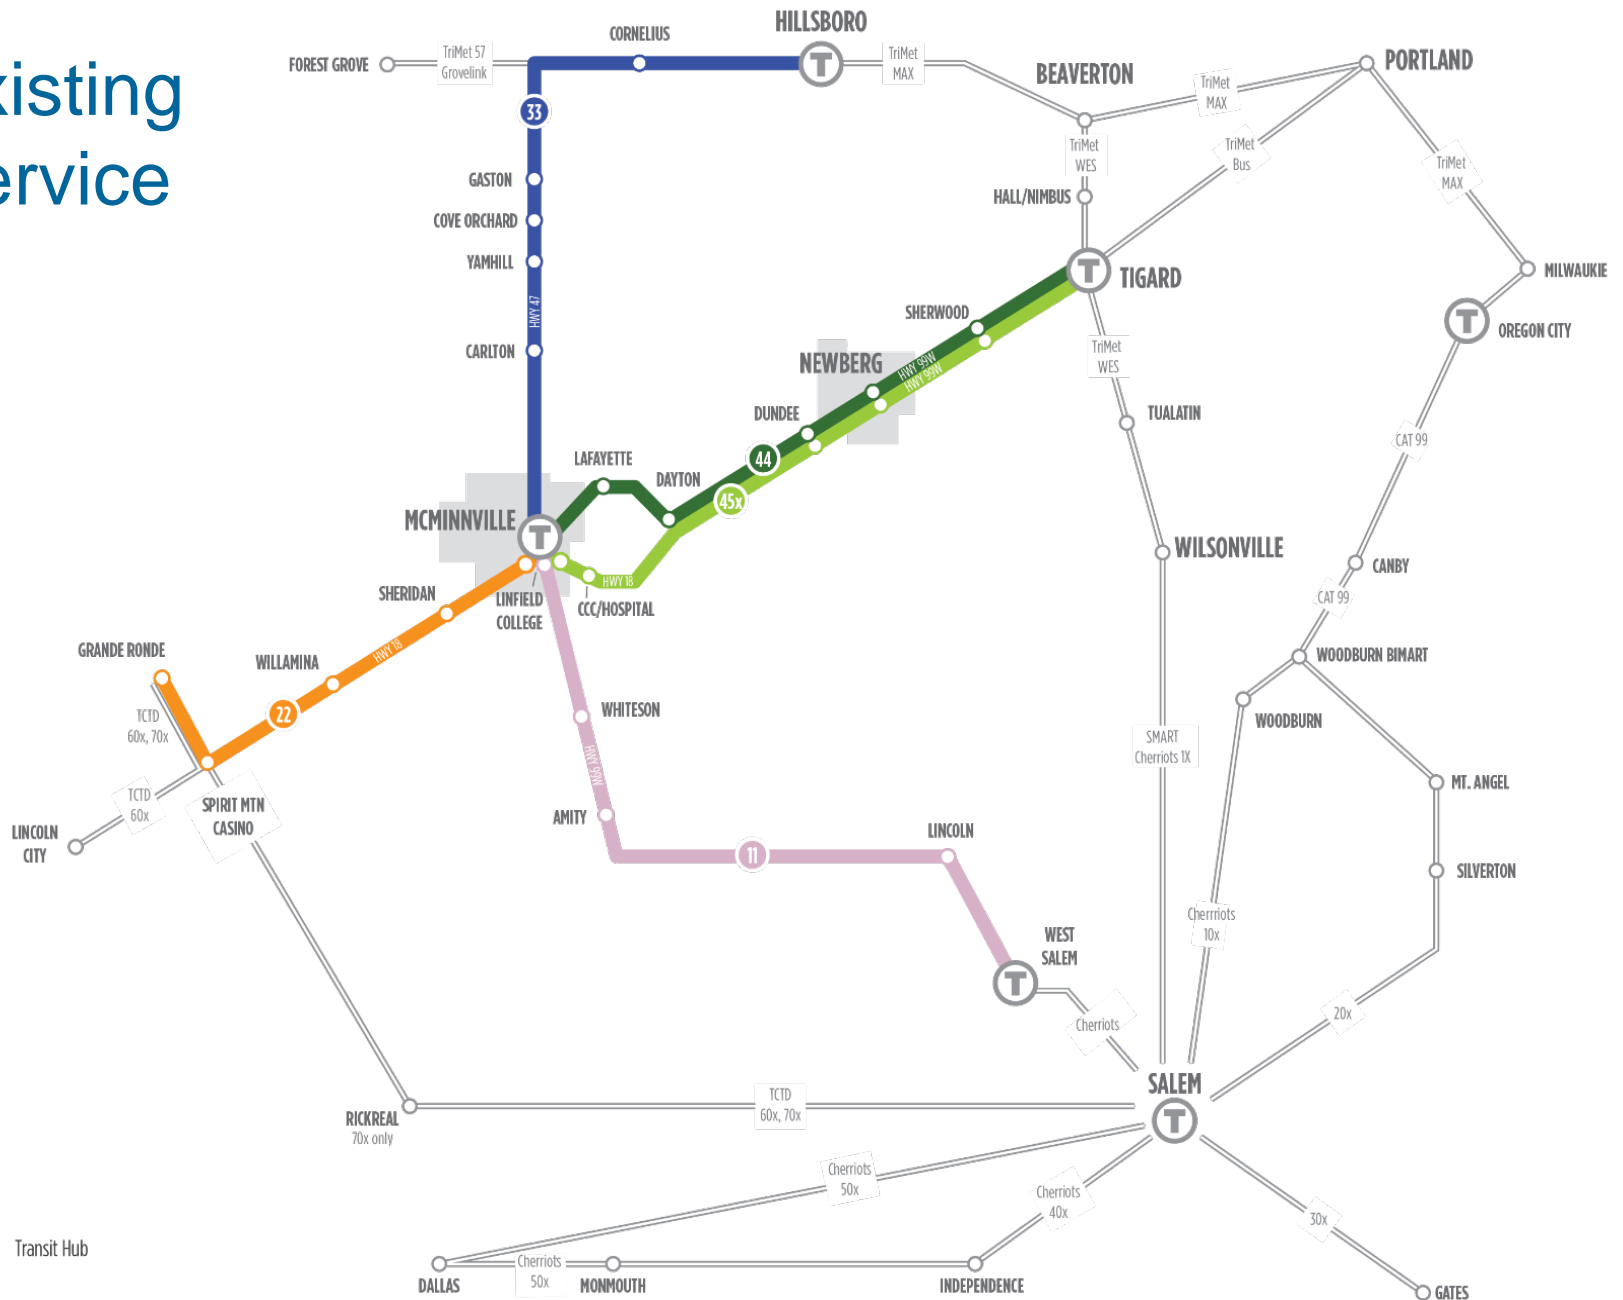 xisting
ervice
HILLSBORO
CORNELIUS
FOREST GROVE
TriMet 57
Grovelink
T
TriMet
MAX
BEAVERTON
PORTLAND
TriMet
MAX
33
TriMet
WES
TriMet
Bus
TriMet
MAX
GASTON
HALL/NIMBUS
COVE ORCHARD
YAMHILL
T
TIGARD
MILWAUKIE
HWY 47
SHERWOOD
T
OREGON CITY
CARLTON
NEWBERG
HWY 99W
HWY 99W
TriMet
WES
DUNDEE
TUALATIN
CAT 99
LAFAYETTE
44
DAYTON
45x
MCMINNVILLE
T
WILSONVILLE
CANBY
HWY 18
SHERIDAN
LINFIELD
COLLEGE
CCC/HOSPITAL
CAT 99
GRANDE RONDE
WILLAMINA
HWY 18
WOODBURN BIMART
22
WHITESON
WOODBURN
TCTD
60x, 70x
SMART
Cherriots 1X
HWY 99W
TCTD
60x
SPIRIT MTN
CASINO
MT. ANGEL
AMITY
LINCOLN
CITY
LINCOLN
11
SILVERTON
Cherrriots
10x
WEST
SALEM
T
Cherriots
20x
SALEM
T
TCTD
60x, 70x
RICKREAL
70x only
Cherriots
50x
Cherriots
40x
30x
Transit Hub
Cherriots
50x
DALLAS
MONMOUTH
INDEPENDENCE
GATES